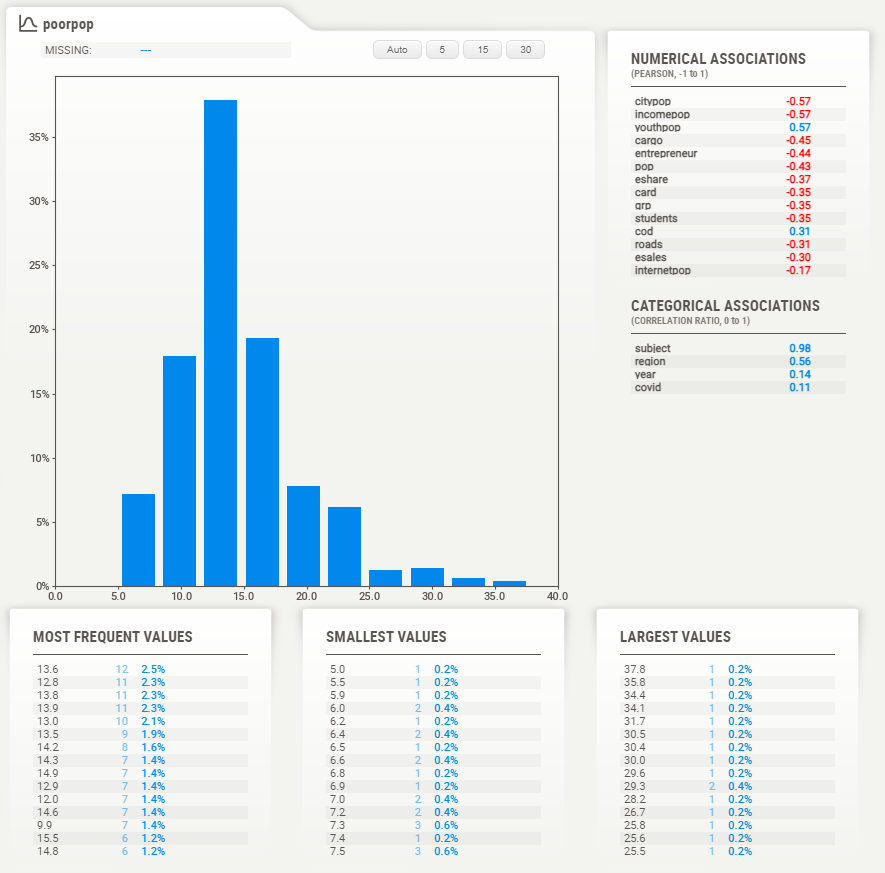 poorpop
MISSING: ---
Auto 5 15 30
35%
30%
25%
20%
15%
10%
5%
0%
0.0 5.0 10.0 15.0 20.0 25.0 30.0 35.0 40.0
NUMERICAL ASSOCIATIONS
(PEARSON, -1 to 1)
citypop -0.57
incomepop -0.57
youthpop 0.57
cargo -0.45
entrepreneur -0.44
pop -0.43
eshare -0.37
card -0.35
grp -0.35
students -0.35
cod 0.31
roads -0.31
esales -0.30
internetpop -0.17
CATEGORICAL ASSOCIATIONS
(CORRELATION RATIO, 0 to 1)
subject 0.98
region 0.56
year 0.14
covid 0.11
MOST FREQUENT VALUES
13.6 12 2.5%
12.8 11 2.3%
13.8 11 2.3%
13.9 11 2.3%
13.0 10 2.1%
13.5 9 1.9%
14.2 8 1.6%
14.3 7 1.4%
14.9 7 1.4%
12.9 7 1.4%
12.0 7 1.4%
14.6 7 1.4%
9.9 7 1.4%
15.5 6 1.2%
14.8 6 1.2%
SMALLEST VALUES
5.0 1 0.2%
5.5 1 0.2%
5.9 1 0.2%
6.0 2 0.4%
6.2 1 0.2%
6.4 2 0.4%
6.5 1 0.2%
6.6 2 0.4%
6.8 1 0.2%
6.9 1 0.2%
7.0 2 0.4%
7.2 2 0.4%
7.3 3 0.6%
7.4 1 0.2%
7.5 3 0.6%
LARGEST VALUES
37.8 1 0.2%
35.8 1 0.2%
34.4 1 0.2%
34.1 1 0.2%
31.7 1 0.2%
30.5 1 0.2%
30.4 1 0.2%
30.0 1 0.2%
29.6 1 0.2%
29.3 2 0.4%
28.2 1 0.2%
26.7 1 0.2%
25.8 1 0.2%
25.6 1 0.2%
25.5 1 0.2%